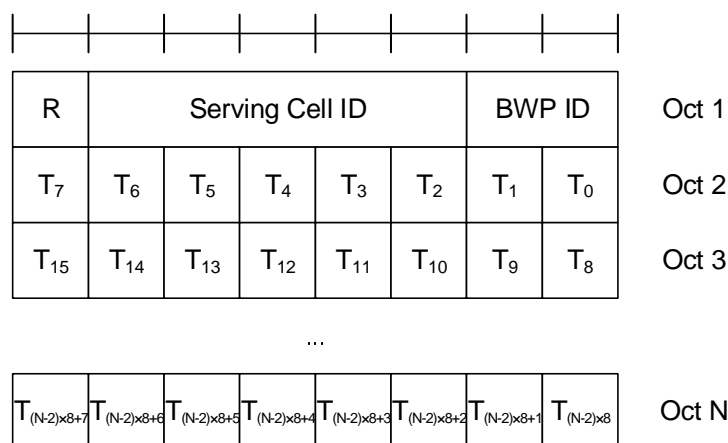 R Serving Cell ID BWP ID Oct 1
T₇ T₆ T₅ T₄ T₃ T₂ T₁ T₀ Oct 2
T₁₅ T₁₄ T₁₃ T₁₂ T₁₁ T₁₀ T₉ T₈ Oct 3
...
T₍N-2₎ₓ8+7 T₍N-2₎ₓ8+6 T₍N-2₎ₓ8+5 T₍N-2₎ₓ8+4 T₍N-2₎ₓ8+3 T₍N-2₎ₓ8+2 T₍N-2₎ₓ8+1 T₍N-2₎ₓ8 Oct N